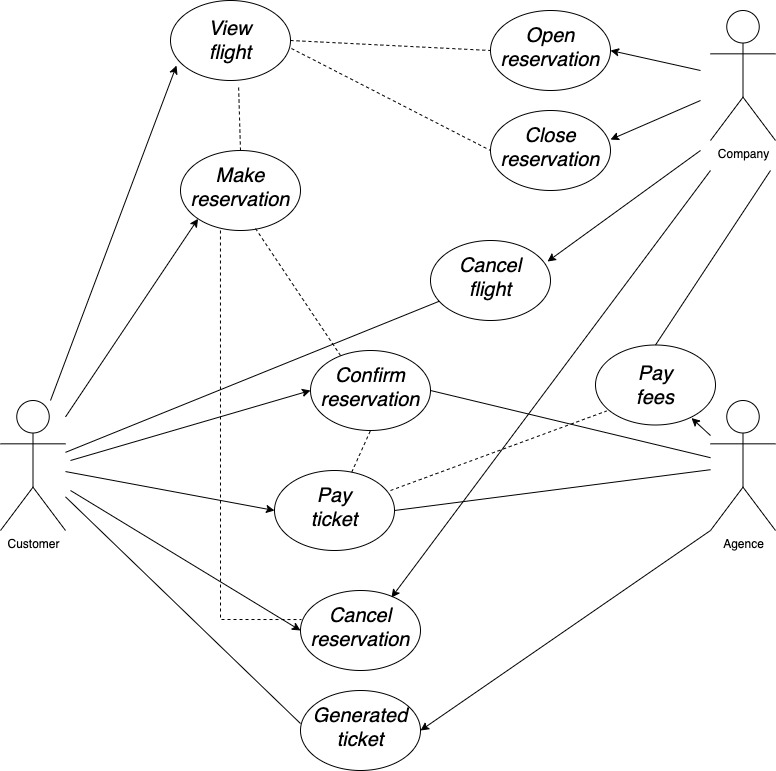 View
flight
Open
reservation
Close
reservation
Company
Make
reservation
Cancel
flight
Confirm
reservation
Pay
fees
Customer
Pay
ticket
Agence
Cancel
reservation
Generated
ticket